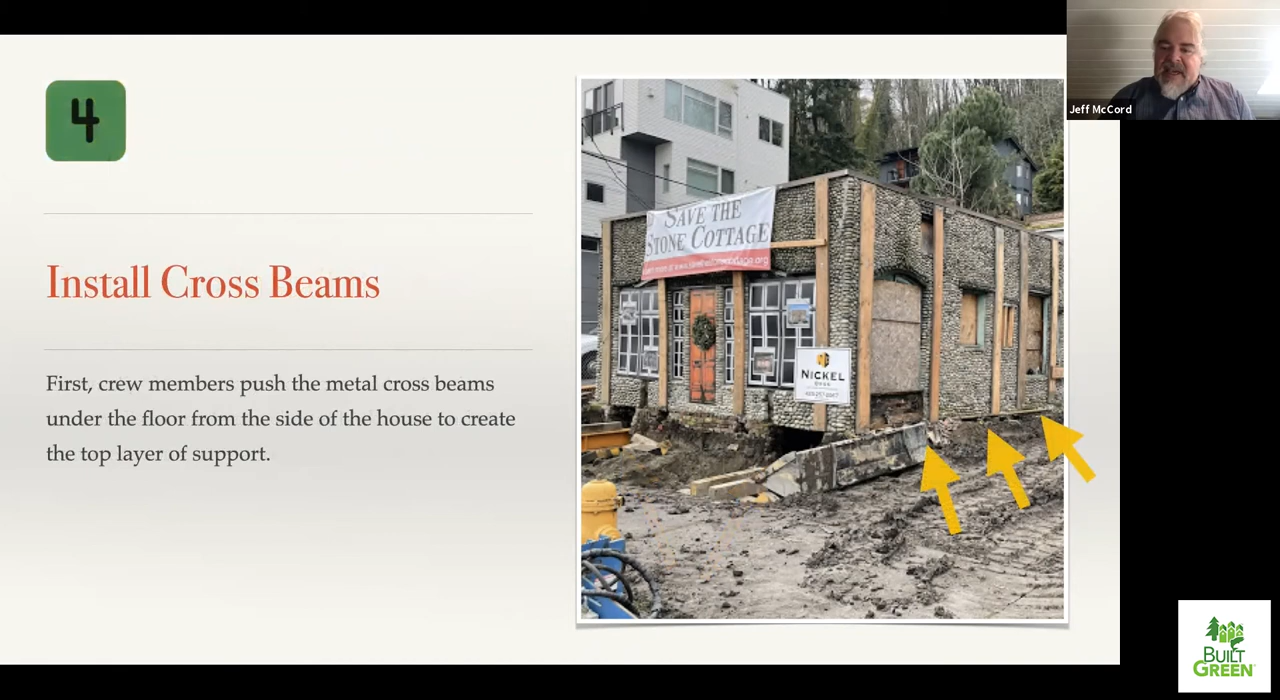 4
Install Cross Beams
First, crew members push the metal cross beams
under the floor from the side of the house to create
the top layer of support.
SAVE THE
STONE COTTAGE
NICKEL
BROS
Jeff McCord
BUILT
GREEN